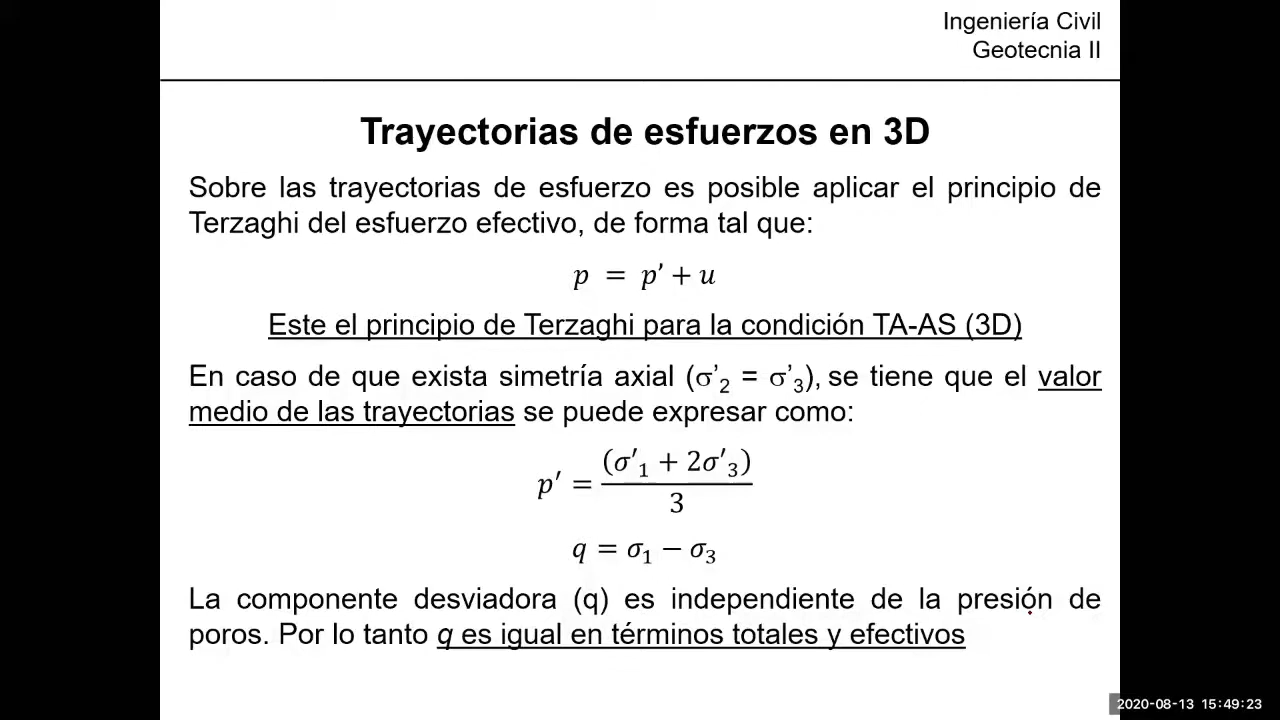 Ingeniería Civil
Geotecnia II
Trayectorias de esfuerzos en 3D
Sobre las trayectorias de esfuerzo es posible aplicar el principio de
Terzaghi del esfuerzo efectivo, de forma tal que:
p = p’ + u
Este el principio de Terzaghi para la condición TA-AS (3D)
En caso de que exista simetría axial (σ’₂ = σ’₃), se tiene que el valor
medio de las trayectorias se puede expresar como:
p′ = (σ′₁ + 2σ′₃)
3
q = σ₁ − σ₃
La componente desviadora (q) es independiente de la presión de
poros. Por lo tanto q es igual en términos totales y efectivos
2020-08-13 15:49:23